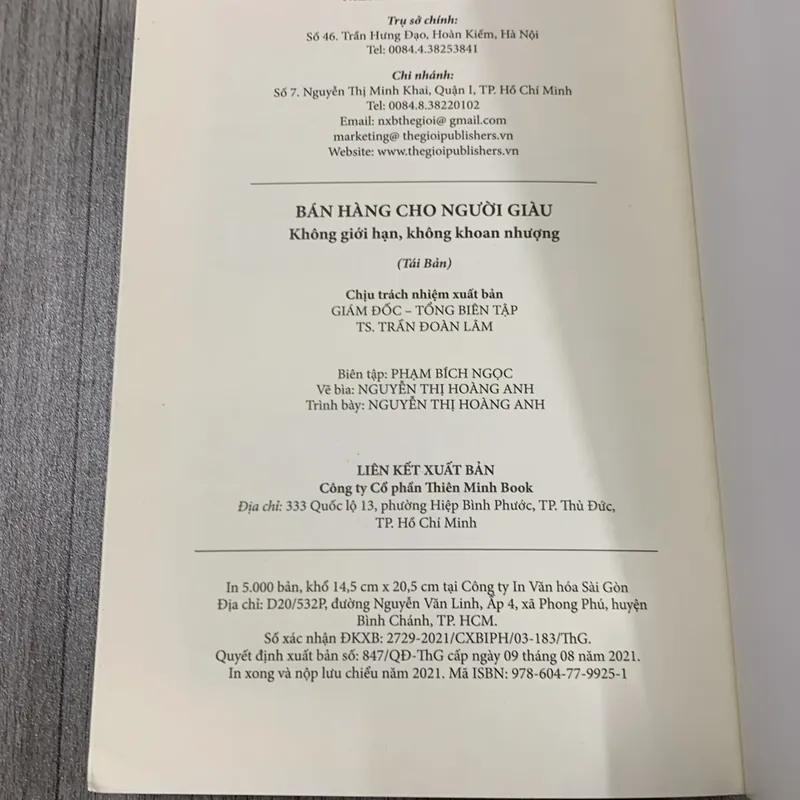 Trụ sở chính:
Số 46. Trần Hưng Đạo, Hoàn Kiếm, Hà Nội
Tel: 0084.4.38253841
Chi nhánh:
Số 7. Nguyễn Thị Minh Khai, Quận I, TP. Hồ Chí Minh
Tel: 0084.8.38220102
Email: nxbthegioi@ gmail.com
marketing@ thegioipublishers.vn
Website: www.thegioipublishers.vn
BÁN HÀNG CHO NGƯỜI GIÀU
Không giới hạn, không khoan nhượng
(Tái Bản)
Chịu trách nhiệm xuất bản
GIÁM ĐỐC – TỔNG BIÊN TẬP
TS. TRẦN ĐOÀN LÂM
Biên tập: PHẠM BÍCH NGỌC
Vẽ bìa: NGUYỄN THỊ HOÀNG ANH
Trình bày: NGUYỄN THỊ HOÀNG ANH
LIÊN KẾT XUẤT BẢN
Công ty Cổ phần Thiên Minh Book
Địa chỉ: 333 Quốc lộ 13, phường Hiệp Bình Phước, TP. Thủ Đức,
TP. Hồ Chí Minh
In 5.000 bản, khổ 14,5 cm x 20,5 cm tại Công ty In Văn hóa Sài Gòn
Địa chỉ: D20/532P, đường Nguyễn Văn Linh, Ấp 4, xã Phong Phú, huyện
Bình Chánh, TP. HCM.
Số xác nhận ĐKXB: 2729-2021/CXBIPH/03-183/ThG.
Quyết định xuất bản số: 847/QĐ-ThG cấp ngày 09 tháng 08 năm 2021.
In xong và nộp lưu chiểu năm 2021. Mã ISBN: 978-604-77-9925-1